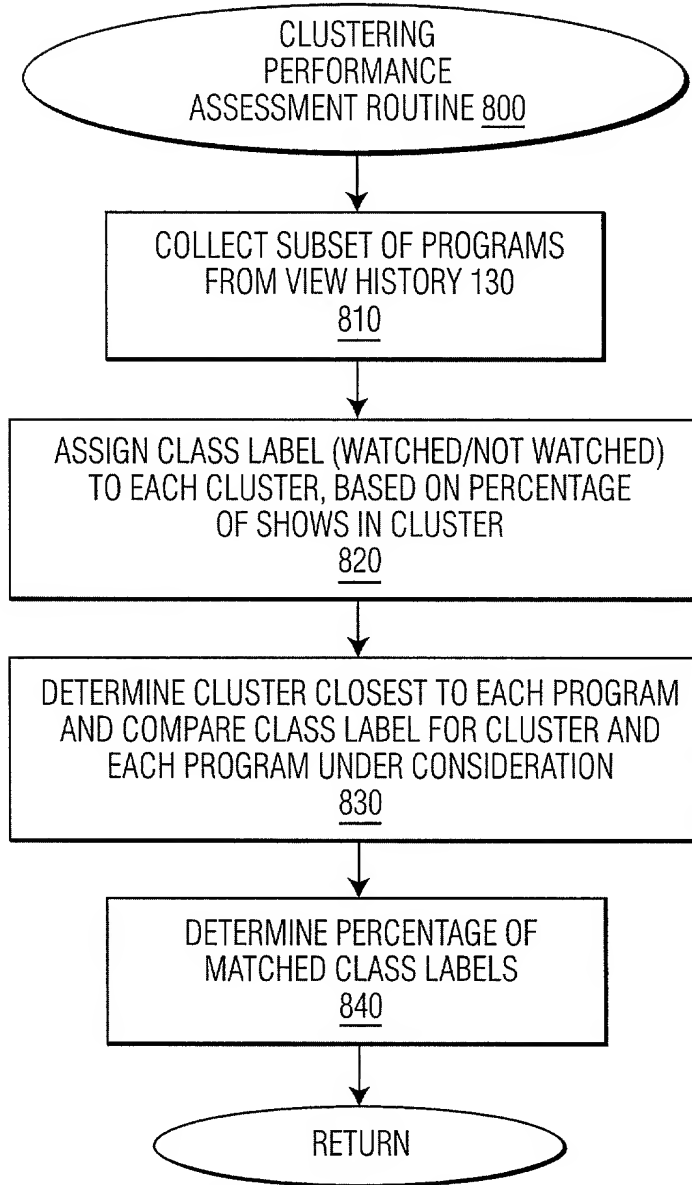 CLUSTERING
PERFORMANCE
ASSESSMENT ROUTINE 800
COLLECT SUBSET OF PROGRAMS
FROM VIEW HISTORY 130
810
ASSIGN CLASS LABEL (WATCHED/NOT WATCHED)
TO EACH CLUSTER, BASED ON PERCENTAGE
OF SHOWS IN CLUSTER
820
DETERMINE CLUSTER CLOSEST TO EACH PROGRAM
AND COMPARE CLASS LABEL FOR CLUSTER AND
EACH PROGRAM UNDER CONSIDERATION
830
DETERMINE PERCENTAGE OF
MATCHED CLASS LABELS
840
RETURN